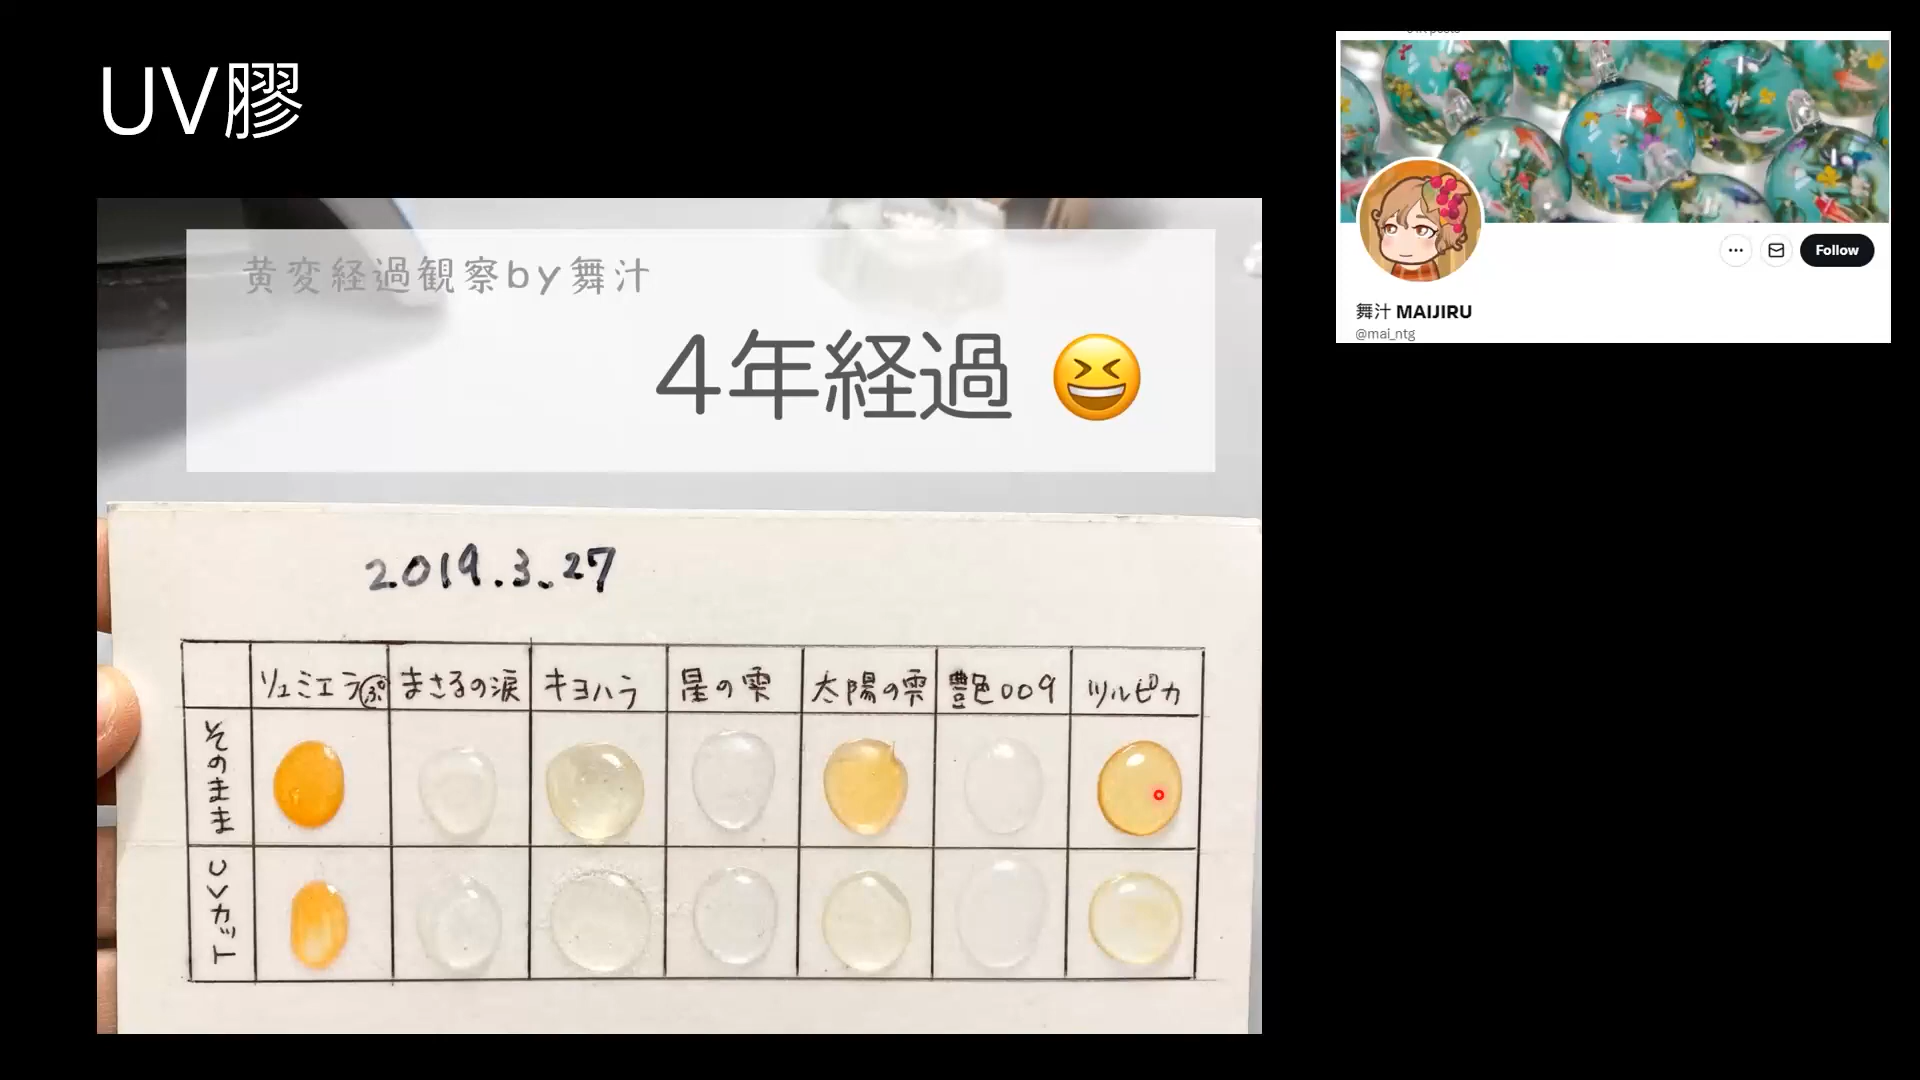 UV膠
黄変経過観察by舞汁
4年経過 😆
2019.3.27
リュミエラぷ まさるの涙 キヨハラ 星の雫 太陽の雫 艶色009 ツルピカ
そのまま
UVカット
Follow
舞汁 MAIJIRU
@mai_ntg